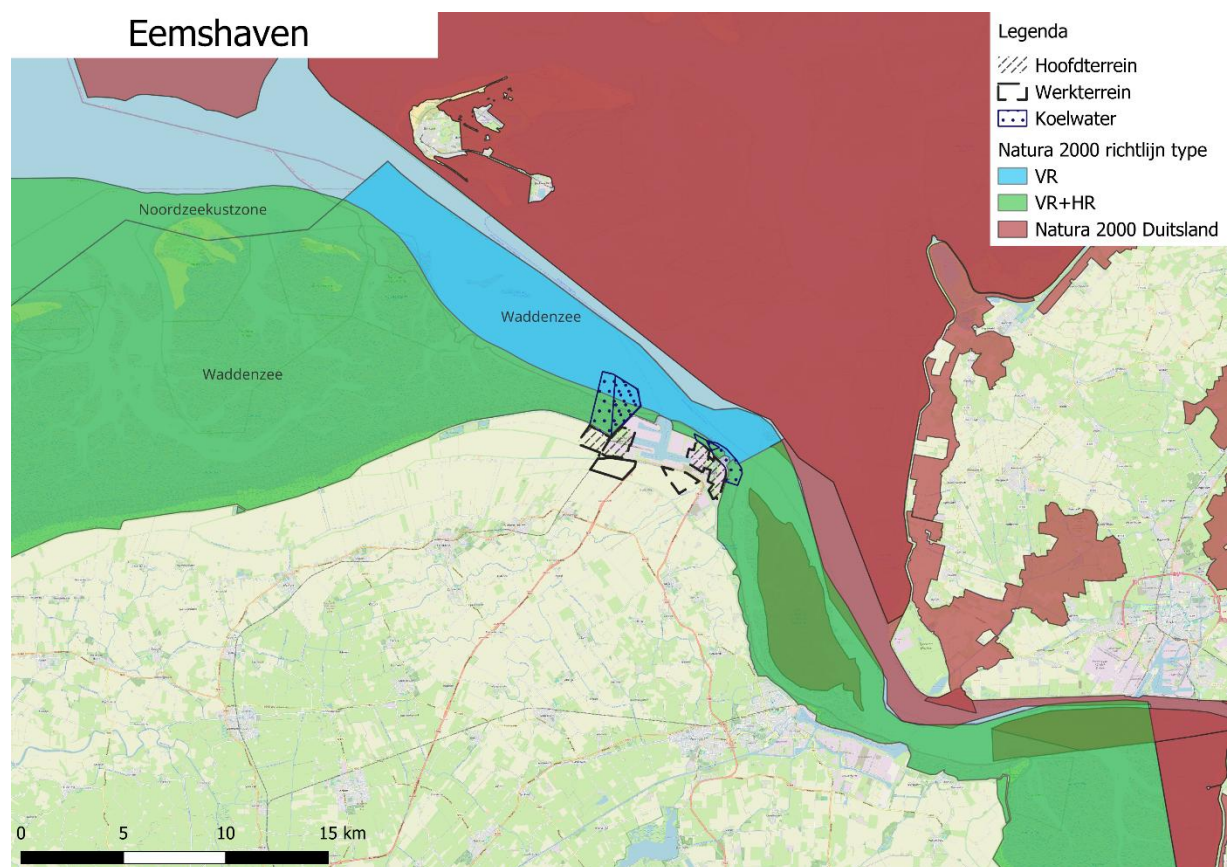 Eemshaven
Legenda
Hoofdterrein
Werkterrein
Koelwater
Natura 2000 richtlijn type
VR
VR+HR
Natura 2000 Duitsland
Noordzeekustzone
Waddenzee
Waddenzee
0 5 10 15 km